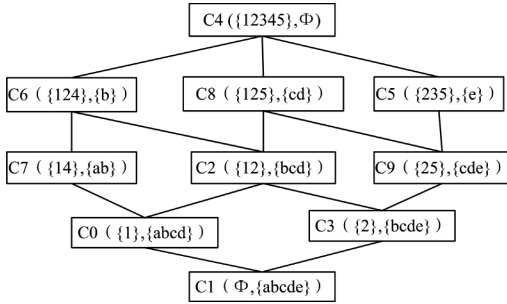 C4 ({12345},Φ)
C6（{124},{b}）
C8（{125},{cd}）
C5（{235},{e}）
C7（{14},{ab}）
C2（{12},{bcd}）
C9（{25},{cde}）
C0（{1},{abcd}）
C3（{2},{bcde}）
C1（Φ,{abcde}）